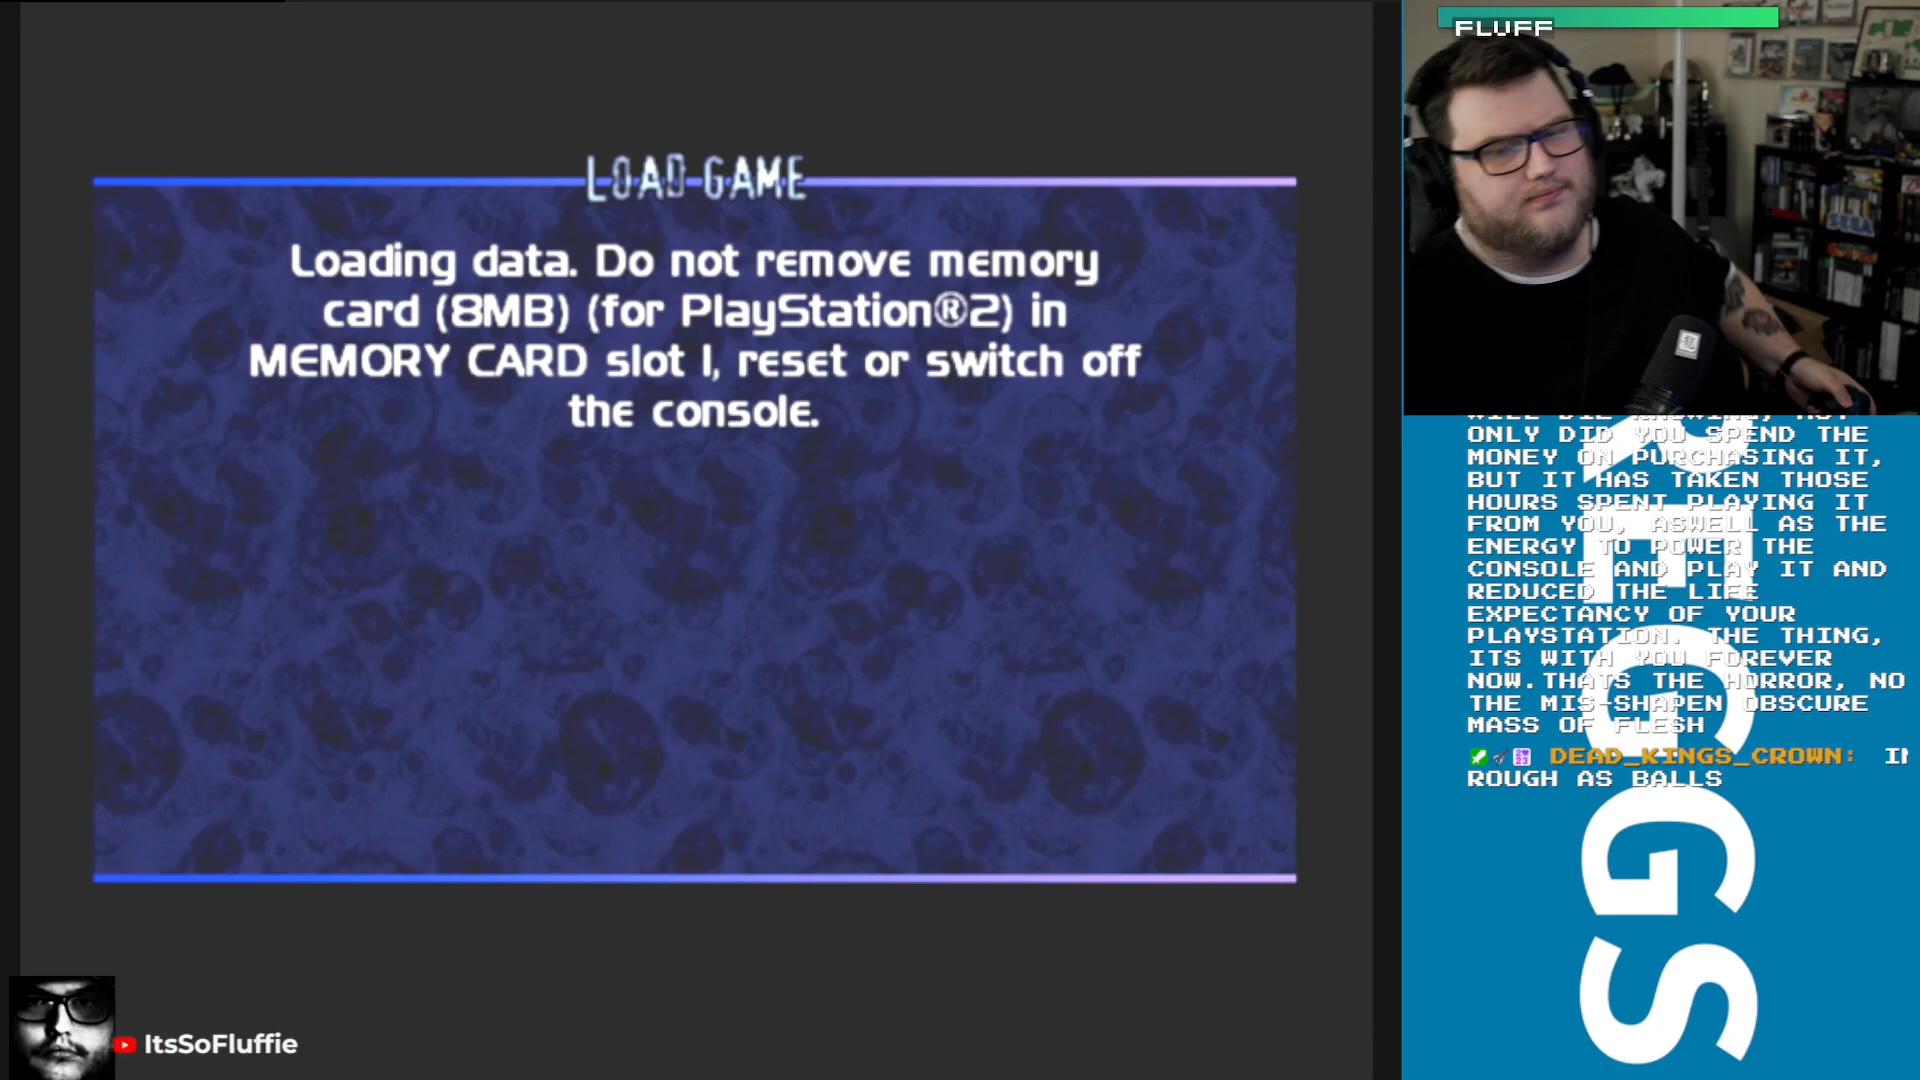 FLUFF
LOAD GAME
Loading data. Do not remove memory
card (8MB) (for PlayStation®2) in
MEMORY CARD slot 1, reset or switch off
the console.
SEGA
ONLY DID YOU SPEND THE
MONEY ON PURCHASING IT,
BUT IT HAS TAKEN THOSE
HOURS SPENT PLAYING IT
FROM YOU, ASWELL AS THE
ENERGY TO POWER THE
CONSOLE AND PLAY IT AND
REDUCED THE LIFE
EXPECTANCY OF YOUR
PLAYSTATION. THE THING,
ITS WITH YOU FOREVER
NOW.THATS THE HORROR, NO
THE MIS-SHAPEN OBSCURE
MASS OF FLESH
DEAD_KINGS_CROWN: IM
ROUGH AS BALLS
GS
ItsSoFluffie